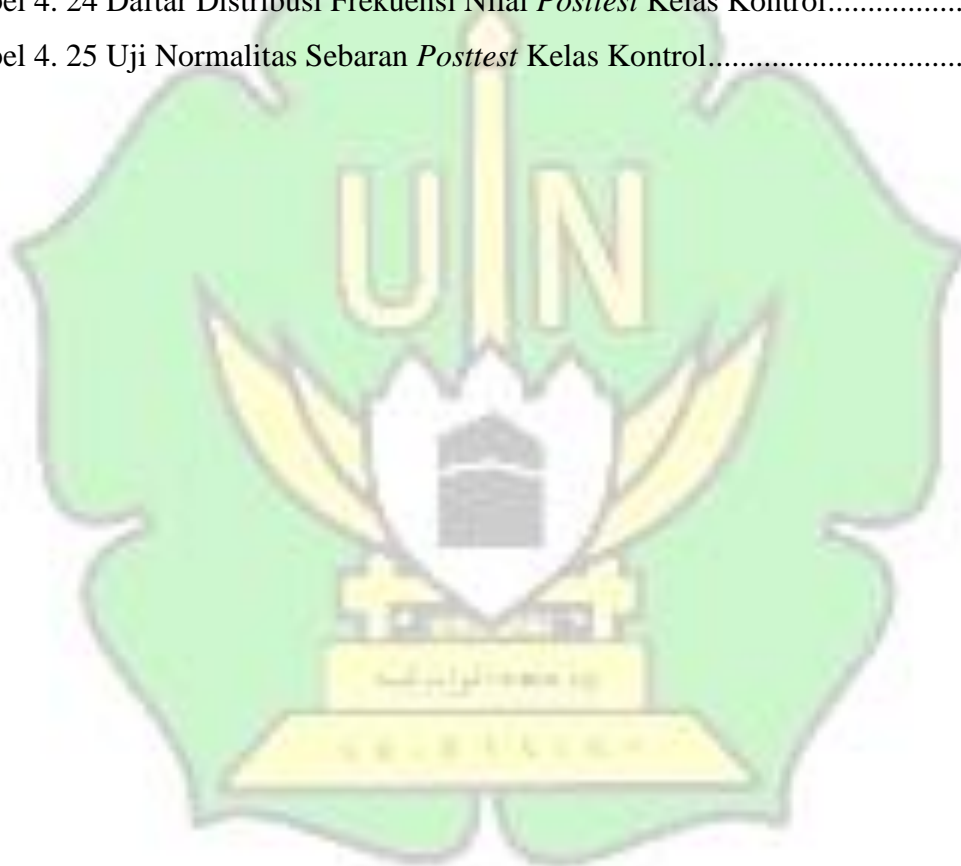 bel 4. 24 Daftar Distribusi Frekuensi Nilai Posttest Kelas Kontrol.................
bel 4. 25 Uji Normalitas Sebaran Posttest Kelas Kontrol................................
UIN